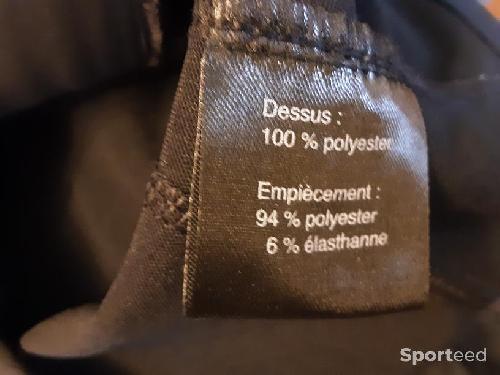 Dessus :
100 % polyester
Empiècement :
94 % polyester
6 % élasthanne
Sporteed